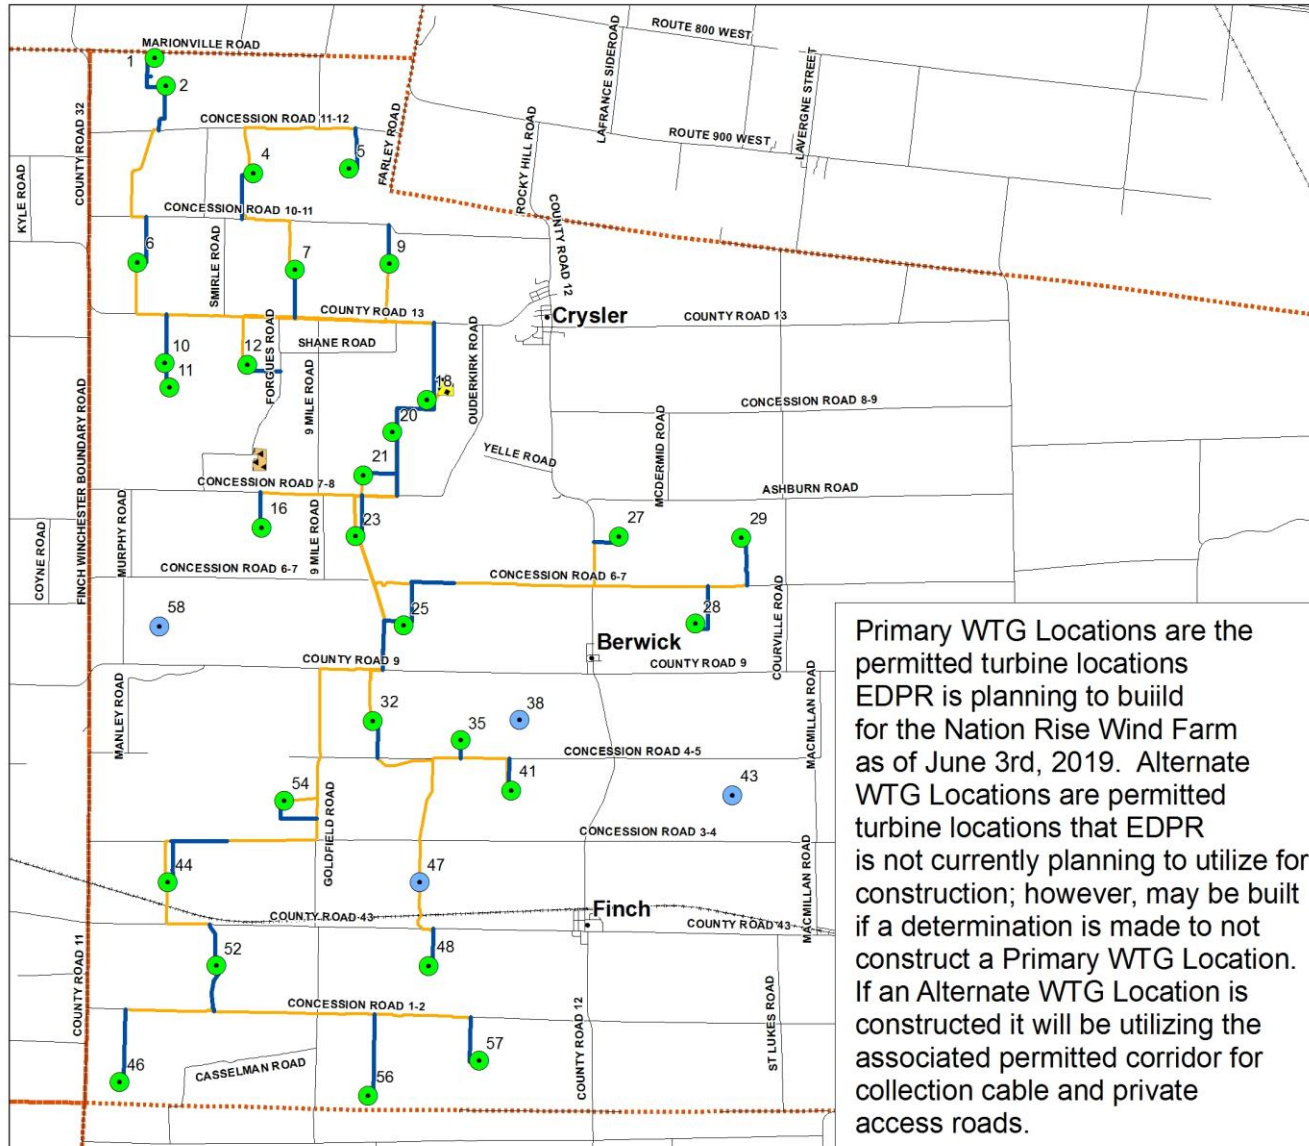 ROUTE 800 WEST
MARIONVILLE ROAD
1
2
LAFRANCE SIDEROAD
LAVERGNE STREET
COUNTY ROAD 32
CONCESSION ROAD 11-12
ROUTE 900 WEST
4
5
FARLEY ROAD
ROCKY HILL ROAD
KYLE ROAD
CONCESSION ROAD 10-11
COUNTY ROAD 12
6
SMIRLE ROAD
7
9
COUNTY ROAD 13
Crysler
COUNTY ROAD 13
10
11
12
FORGUES ROAD
SHANE ROAD
9 MILE ROAD
OUDERKIRK ROAD
18
20
CONCESSION ROAD 8-9
FINCH WINCHESTER BOUNDARY ROAD
MCDERMID ROAD
YELLE ROAD
21
CONCESSION ROAD 7-8
ASHBURN ROAD
16
9 MILE ROAD
23
27
29
COYNE ROAD
MURPHY ROAD
CONCESSION ROAD 6-7
CONCESSION ROAD 6-7
58
25
28
COURVILLE ROAD
Berwick
COUNTY ROAD 9
COUNTY ROAD 9
MANLEY ROAD
32
35
38
MACMILLAN ROAD
CONCESSION ROAD 4-5
54
41
43
GOLDFIELD ROAD
CONCESSION ROAD 3-4
44
47
MACMILLAN ROAD
Finch
COUNTY ROAD 43
COUNTY ROAD 43
52
48
COUNTY ROAD 11
CONCESSION ROAD 1-2
COUNTY ROAD 12
ST LUKES ROAD
46
CASSELMAN ROAD
56
57
Primary WTG Locations are the
permitted turbine locations
EDPR is planning to buiild
for the Nation Rise Wind Farm
as of June 3rd, 2019.  Alternate
WTG Locations are permitted
turbine locations that EDPR
is not currently planning to utilize for
construction; however, may be built
if a determination is made to not
construct a Primary WTG Location.
If an Alternate WTG Location is
constructed it will be utilizing the
associated permitted corridor for
collection cable and private
access roads.